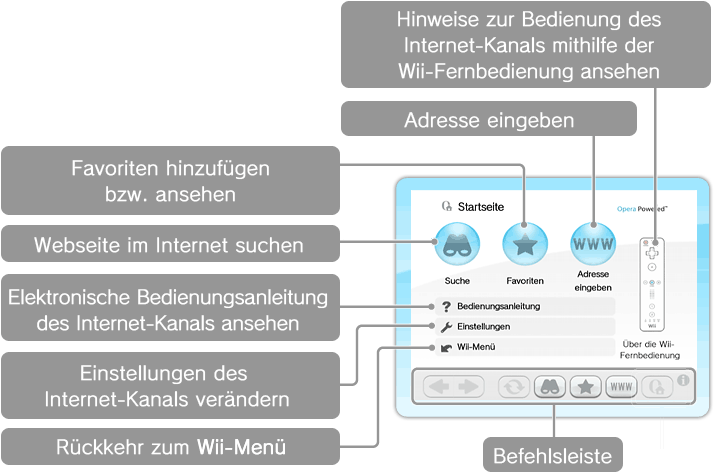 Hinweise zur Bedienung des
Internet-Kanals mithilfe der
Wii-Fernbedienung ansehen
Adresse eingeben
Favoriten hinzufügen
bzw. ansehen
Webseite im Internet suchen
Elektronische Bedienungsanleitung
des Internet-Kanals ansehen
Einstellungen des
Internet-Kanals verändern
Rückkehr zum Wii-Menü
Startseite
Opera Powered™
WWW
Suche
Favoriten
Adresse
eingeben
? Bedienungsanleitung
Einstellungen
Wii-Menü
Wii
Über die Wii-
Fernbedienung
WWW
i
Befehlsleiste